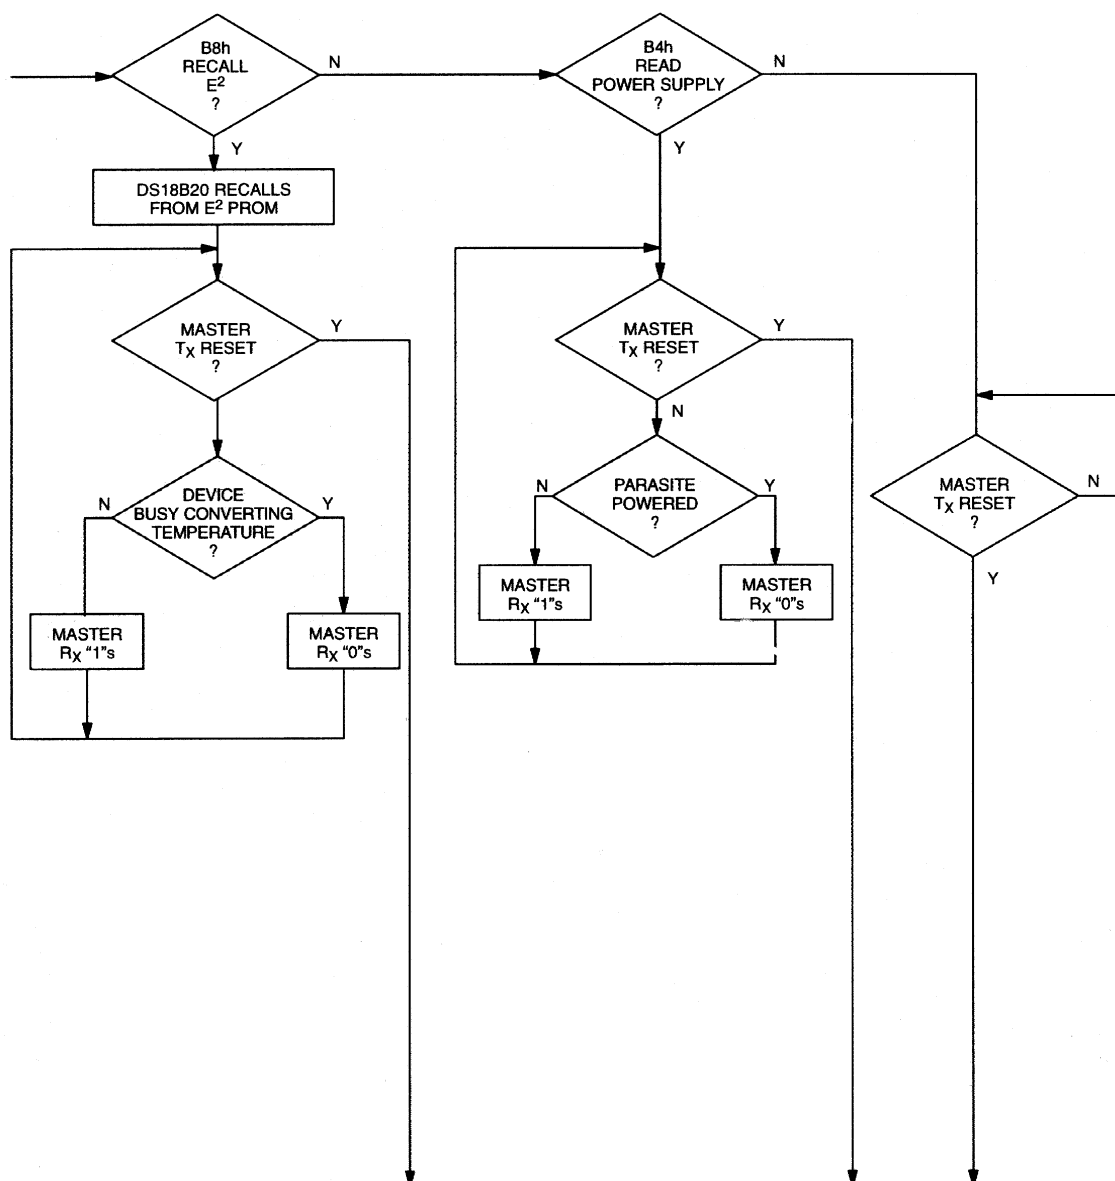 B8h
RECALL
E²
?
N
Y
DS18B20 RECALLS
FROM E² PROM
MASTER
TX RESET
?
Y
DEVICE
BUSY CONVERTING
TEMPERATURE
?
N
Y
MASTER
RX “1”s
MASTER
RX “0”s
B4h
READ
POWER SUPPLY
?
N
Y
MASTER
TX RESET
?
Y
N
PARASITE
POWERED
?
N
Y
MASTER
RX “1”s
MASTER
RX “0”s
MASTER
TX RESET
?
N
Y